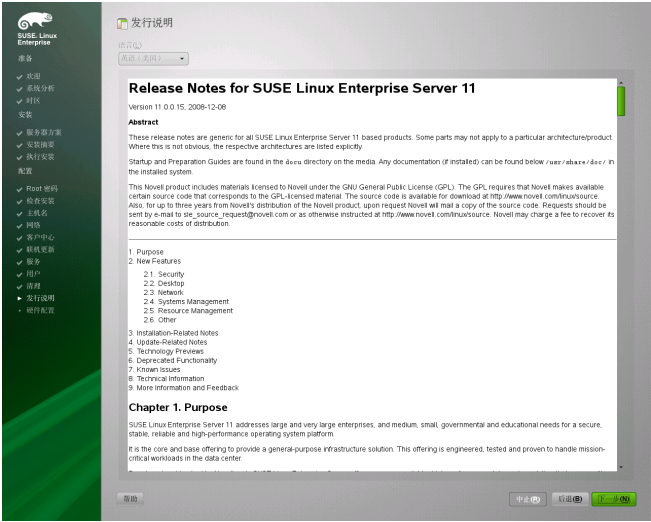 SUSE. Linux
Enterprise
准备
欢迎
系统分析
时区
安装
服务器方案
安装摘要
执行安装
配置
Root 密码
检查安装
主机名
网络
客户中心
联机更新
服务
用户
清理
发行说明
硬件配置
发行说明
语言(L)
英语（美国）
Release Notes for SUSE Linux Enterprise Server 11
Version 11.0.0.15, 2008-12-08
Abstract
These release notes are generic for all SUSE Linux Enterprise Server 11 based products. Some parts may not apply to a particular architecture/product.
Where this is not obvious, the respective architectures are listed explicitly.
Startup and Preparation Guides are found in the docu directory on the media. Any documentation (if installed) can be found below /usr/share/doc/ in
the installed system.
This Novell product includes materials licensed to Novell under the GNU General Public License (GPL). The GPL requires that Novell makes available
certain source code that corresponds to the GPL-licensed material. The source code is available for download at http://www.novell.com/linux/source.
Also, for up to three years from Novell's distribution of the Novell product, upon request Novell will mail a copy of the source code. Requests should be
sent by e-mail to sle_source_request@novell.com or as otherwise instructed at http://www.novell.com/linux/source. Novell may charge a fee to recover its
reasonable costs of distribution.
1. Purpose
2. New Features
2.1. Security
2.2. Desktop
2.3. Network
2.4. Systems Management
2.5. Resource Management
2.6. Other
3. Installation-Related Notes
4. Update-Related Notes
5. Technology Previews
6. Deprecated Functionality
7. Known Issues
8. Technical Information
9. More Information and Feedback
Chapter 1. Purpose
SUSE Linux Enterprise Server 11 addresses large and very large enterprises, and medium, small, governmental and educational needs for a secure,
stable, reliable and high-performance operating system platform.
It is the core and base offering to provide a general-purpose infrastructure solution. This offering is engineered, tested and proven to handle mission-
critical workloads in the data center.
帮助
中止(R)
后退(B)
下一步(N)